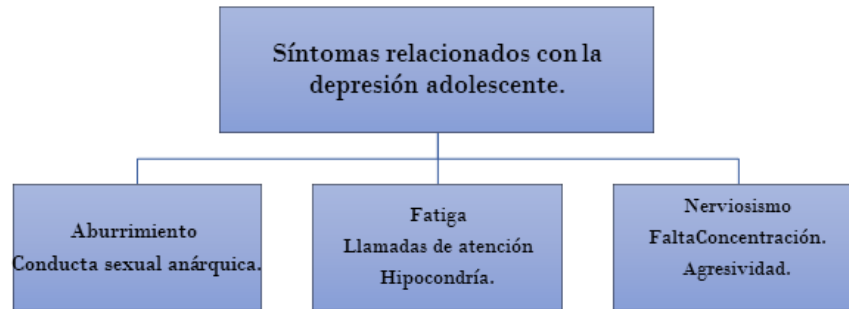 Síntomas relacionados con la
depresión adolescente.
Aburrimiento
Conducta sexual anárquica.
Fatiga
Llamadas de atención
Hipocondría.
Nerviosismo
FaltaConcentración.
Agresividad.